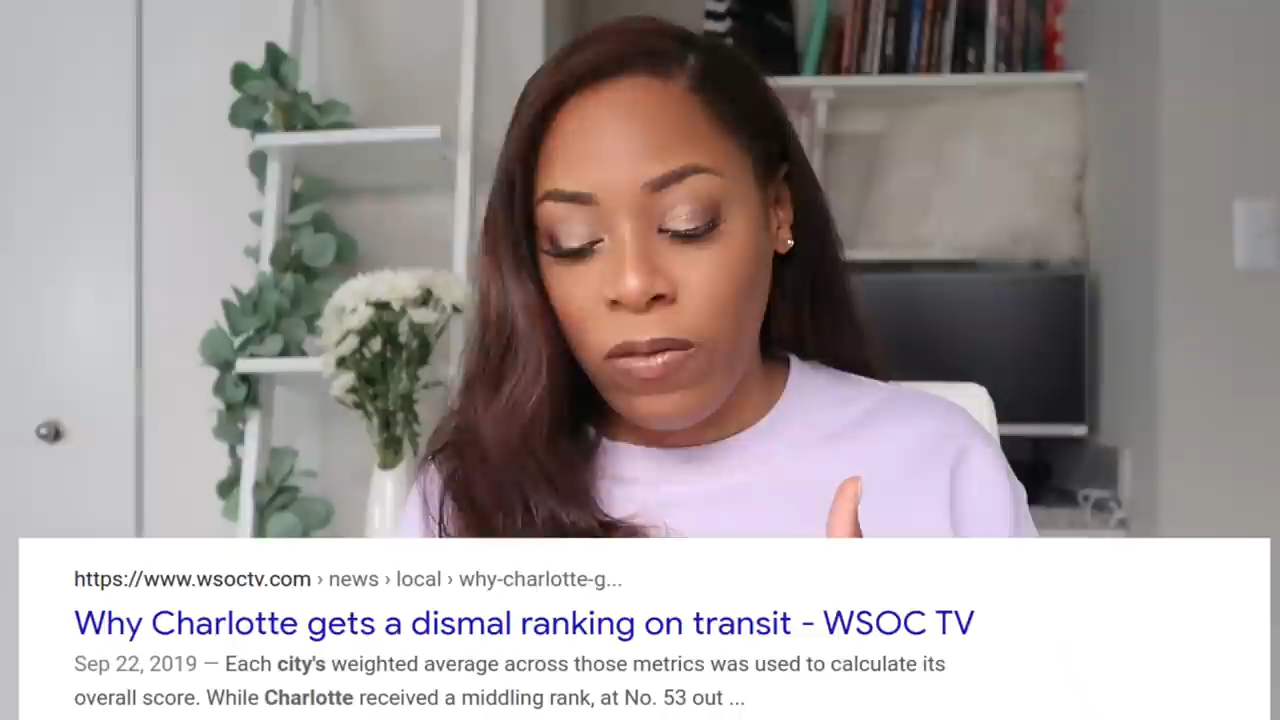 https://www.wsoctv.com › news › local › why-charlotte-g...
Why Charlotte gets a dismal ranking on transit - WSOC TV
Sep 22, 2019 — Each city's weighted average across those metrics was used to calculate its
overall score. While Charlotte received a middling rank, at No. 53 out ...